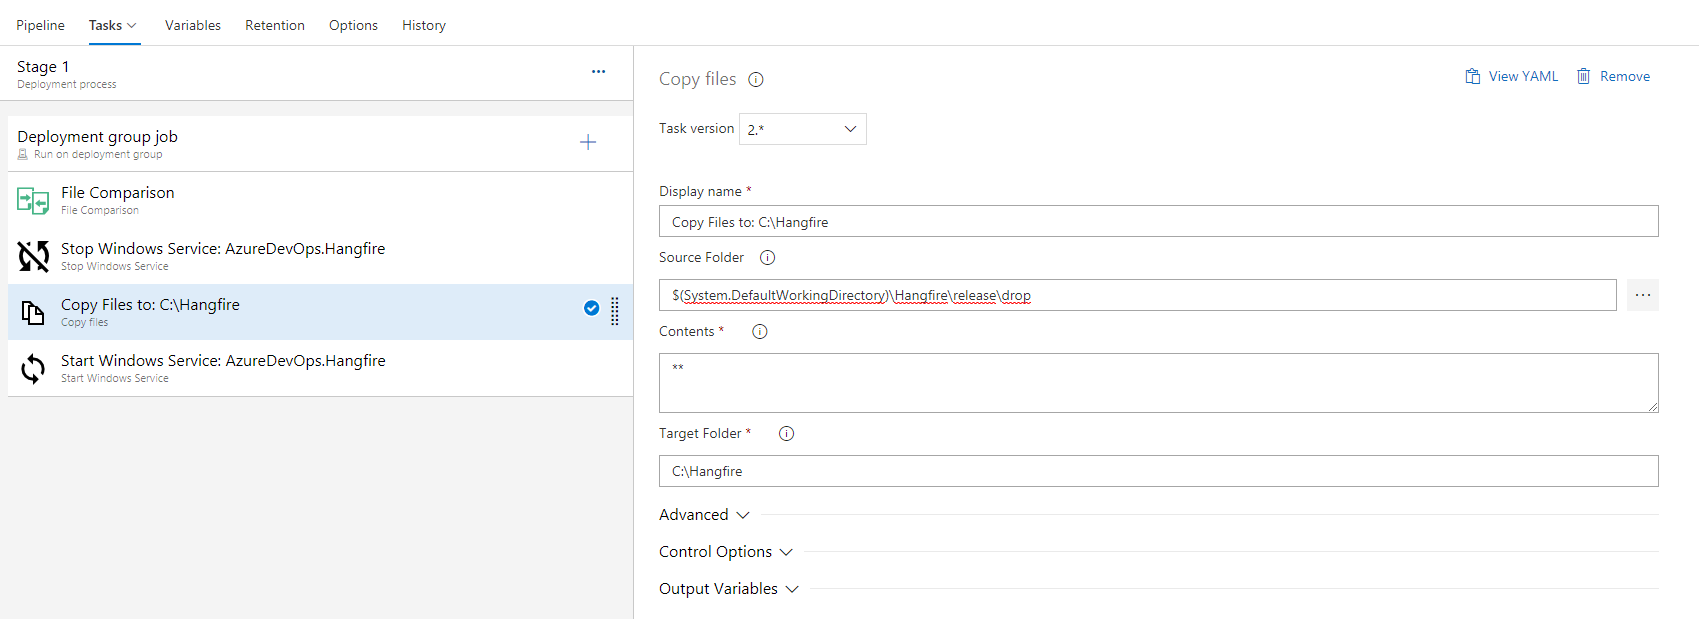 Pipeline Tasks Variables Retention Options History
Stage 1
Deployment process
Deployment group job
Run on deployment group
File Comparison
File Comparison
Stop Windows Service: AzureDevOps.Hangfire
Stop Windows Service
Copy Files to: C:\Hangfire
Copy files
Start Windows Service: AzureDevOps.Hangfire
Start Windows Service
Copy files
View YAML Remove
Task version 2.*
Display name *
Copy Files to: C:\Hangfire
Source Folder
$(System.DefaultWorkingDirectory)\Hangfire\release\drop
Contents *
**
Target Folder *
C:\Hangfire
Advanced
Control Options
Output Variables